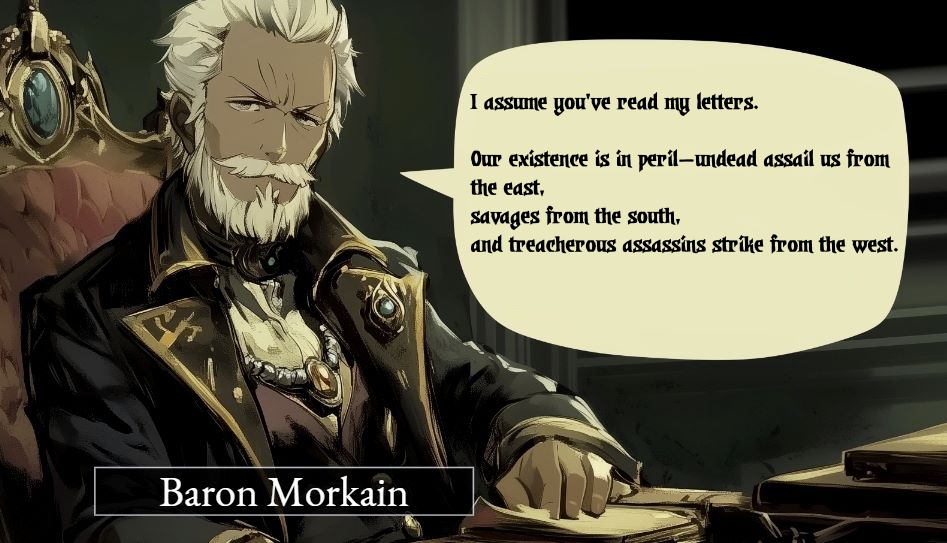 I assume you've read my letters.
Our existence is in peril—undead assail us from
the east,
savages from the south,
and treacherous assassins strike from the west.
Baron Morkain